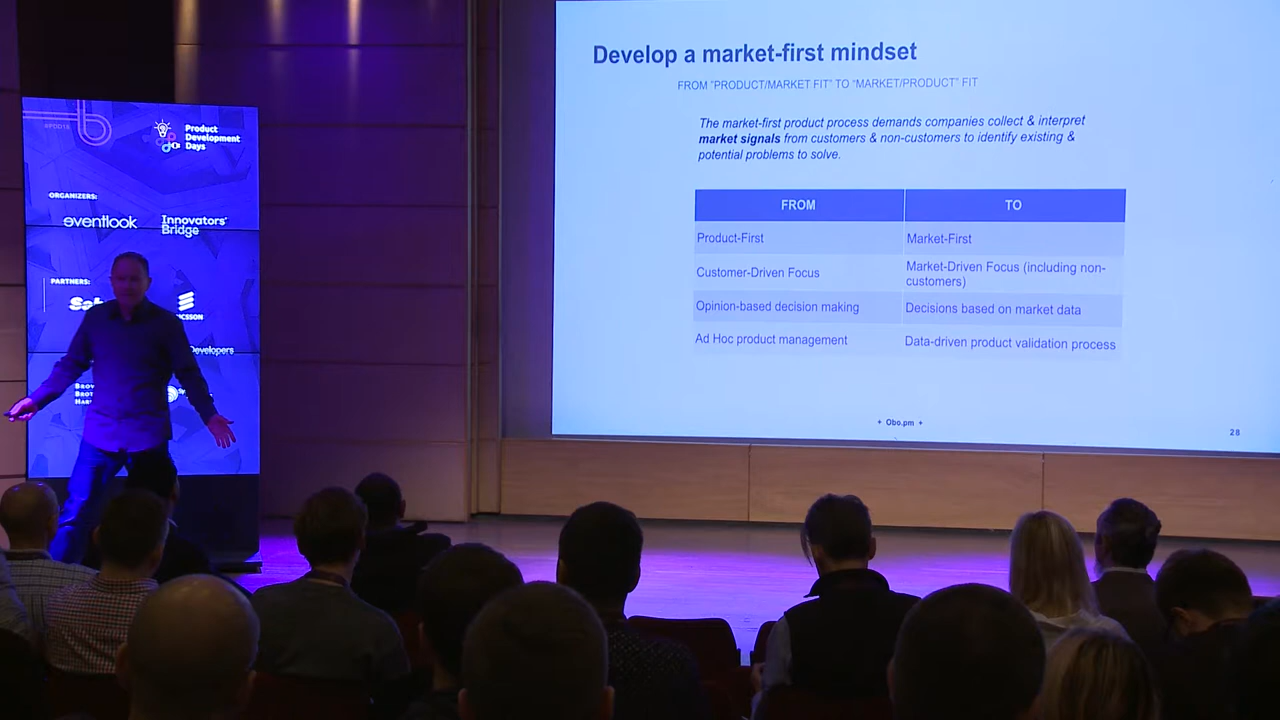 #PDD19
Product
Development
Days
ORGANIZERS:
eventlook
Innovators'
Bridge
PARTNERS:
Develop a market-first mindset
FROM "PRODUCT/MARKET FIT" TO "MARKET/PRODUCT" FIT
The market-first product process demands companies collect & interpret
market signals from customers & non-customers to identify existing &
potential problems to solve.
FROM TO
Product-First Market-First
Customer-Driven Focus Market-Driven Focus (including non-
customers)
Opinion-based decision making Decisions based on market data
Ad Hoc product management Data-driven product validation process
+ Obo.pm +
28